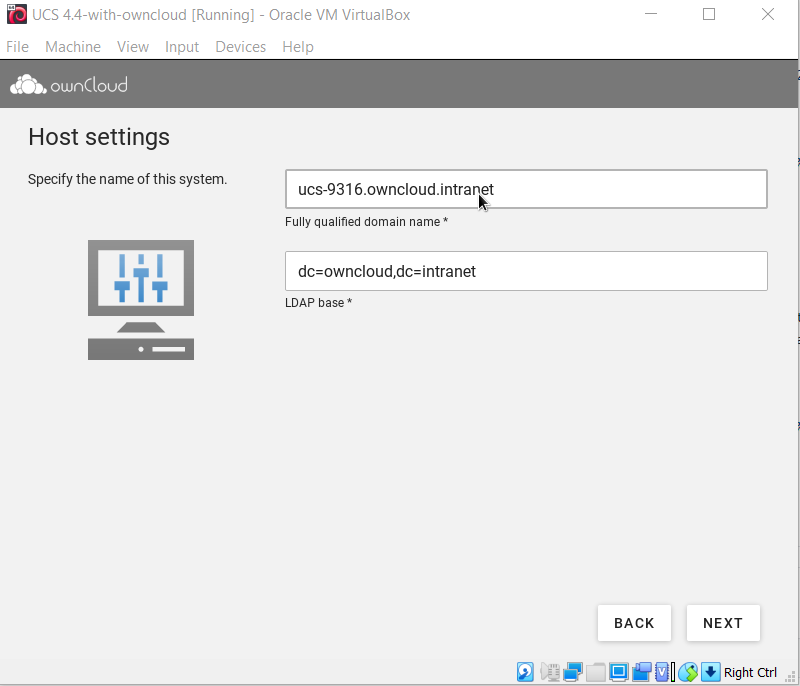 UCS 4.4-with-owncloud [Running] - Oracle VM VirtualBox
File Machine View Input Devices Help
ownCloud
Host settings
Specify the name of this system.
ucs-9316.owncloud.intranet
Fully qualified domain name *
dc=owncloud,dc=intranet
LDAP base *
BACK NEXT
Right Ctrl